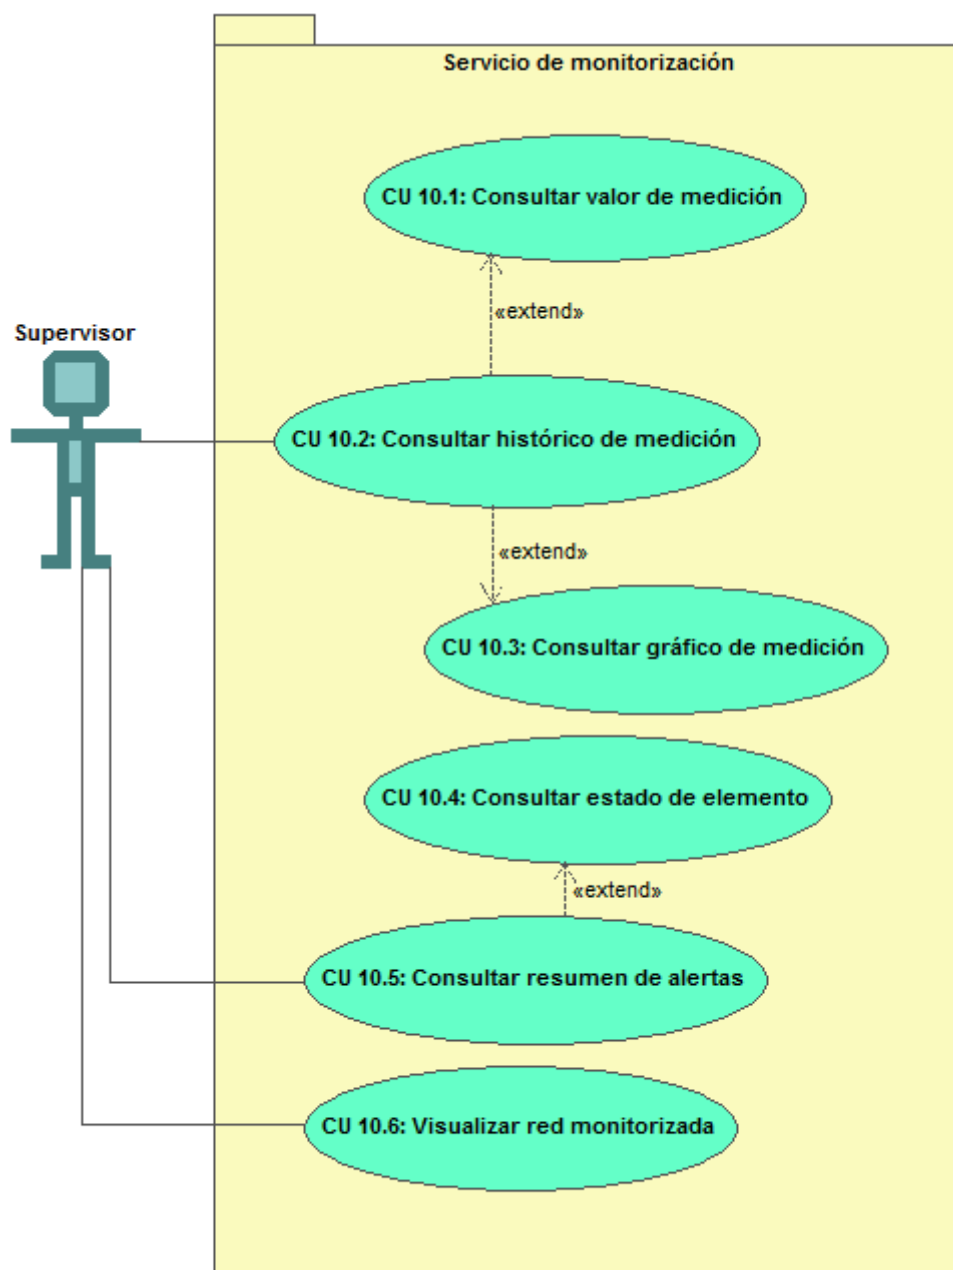 Servicio de monitorización
CU 10.1: Consultar valor de medición
«extend»
Supervisor
CU 10.2: Consultar histórico de medición
«extend»
CU 10.3: Consultar gráfico de medición
CU 10.4: Consultar estado de elemento
«extend»
CU 10.5: Consultar resumen de alertas
CU 10.6: Visualizar red monitorizada